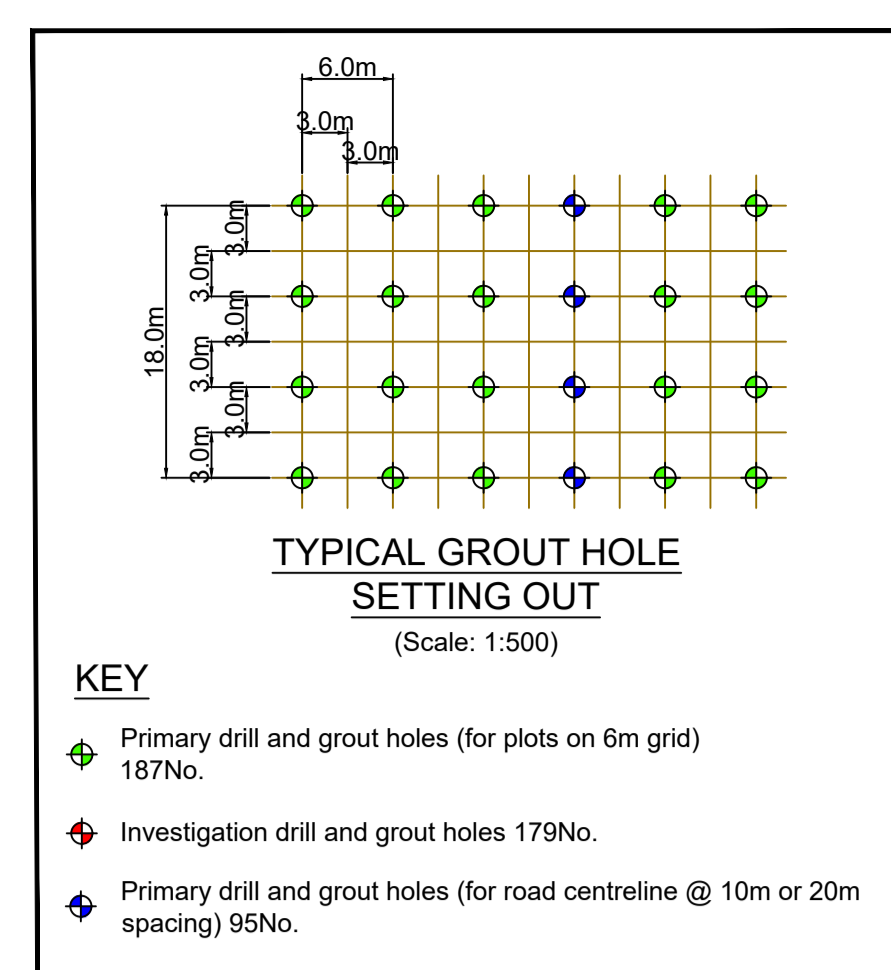 6.0m
3.0m
3.0m
3.0m
3.0m
3.0m
18.0m
3.0m
3.0m
3.0m
TYPICAL GROUT HOLE
SETTING OUT
(Scale: 1:500)
KEY
Primary drill and grout holes (for plots on 6m grid)
187No.
Investigation drill and grout holes 179No.
Primary drill and grout holes (for road centreline @ 10m or 20m
spacing) 95No.